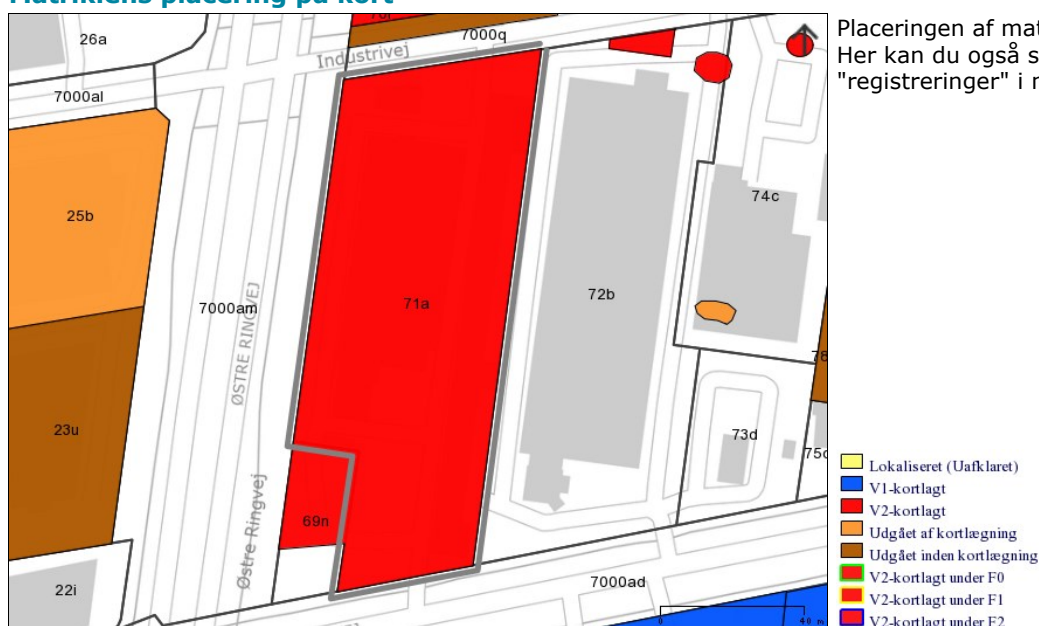 Matriklens placering på kort
Placeringen af mat
Her kan du også s
"registreringer" i r
26a
7000q
Industrivej
7000al
74c
25b
72b
7000am
71a
ØSTRE RINGVEJ
78
23u
73d
75c
69n
Østre Ringvej
22i
7000ad
40 m
Lokaliseret (Uafklaret)
V1-kortlagt
V2-kortlagt
Udgået af kortlægning
Udgået inden kortlægning
V2-kortlagt under F0
V2-kortlagt under F1
V2-kortlagt under F2